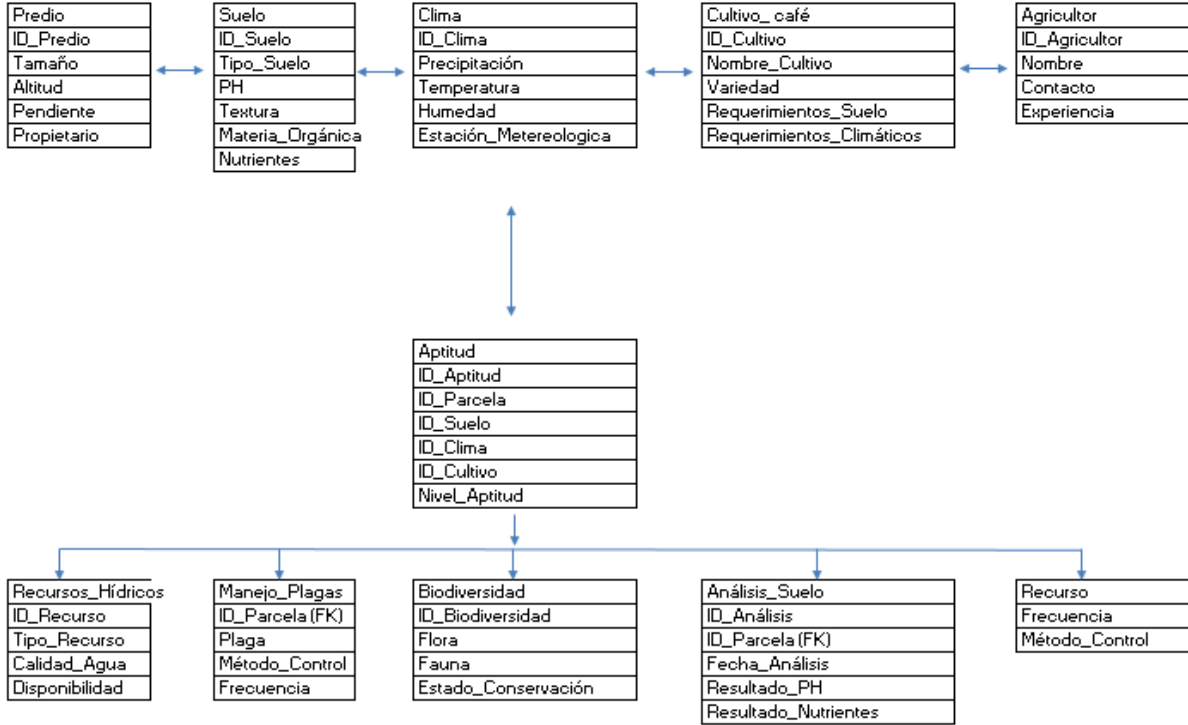 Predio
ID_Predio
Tamaño
Altitud
Pendiente
Propietario
Suelo
ID_Suelo
Tipo_Suelo
PH
Textura
Materia_Orgánica
Nutrientes
Clima
ID_Clima
Precipitación
Temperatura
Humedad
Estación_Metereologica
Cultivo_ café
ID_Cultivo
Nombre_Cultivo
Variedad
Requerimientos_Suelo
Requerimientos_Climáticos
Agricultor
ID_Agricultor
Nombre
Contacto
Experiencia
Aptitud
ID_Aptitud
ID_Parcela
ID_Suelo
ID_Clima
ID_Cultivo
Nivel_Aptitud
Recursos_Hídricos
ID_Recurso
Tipo_Recurso
Calidad_Agua
Disponibilidad
Manejo_Plagas
ID_Parcela (FK)
Plaga
Método_Control
Frecuencia
Biodiversidad
ID_Biodiversidad
Flora
Fauna
Estado_Conservación
Análisis_Suelo
ID_Análisis
ID_Parcela (FK)
Fecha_Análisis
Resultado_PH
Resultado_Nutrientes
Recurso
Frecuencia
Método_Control